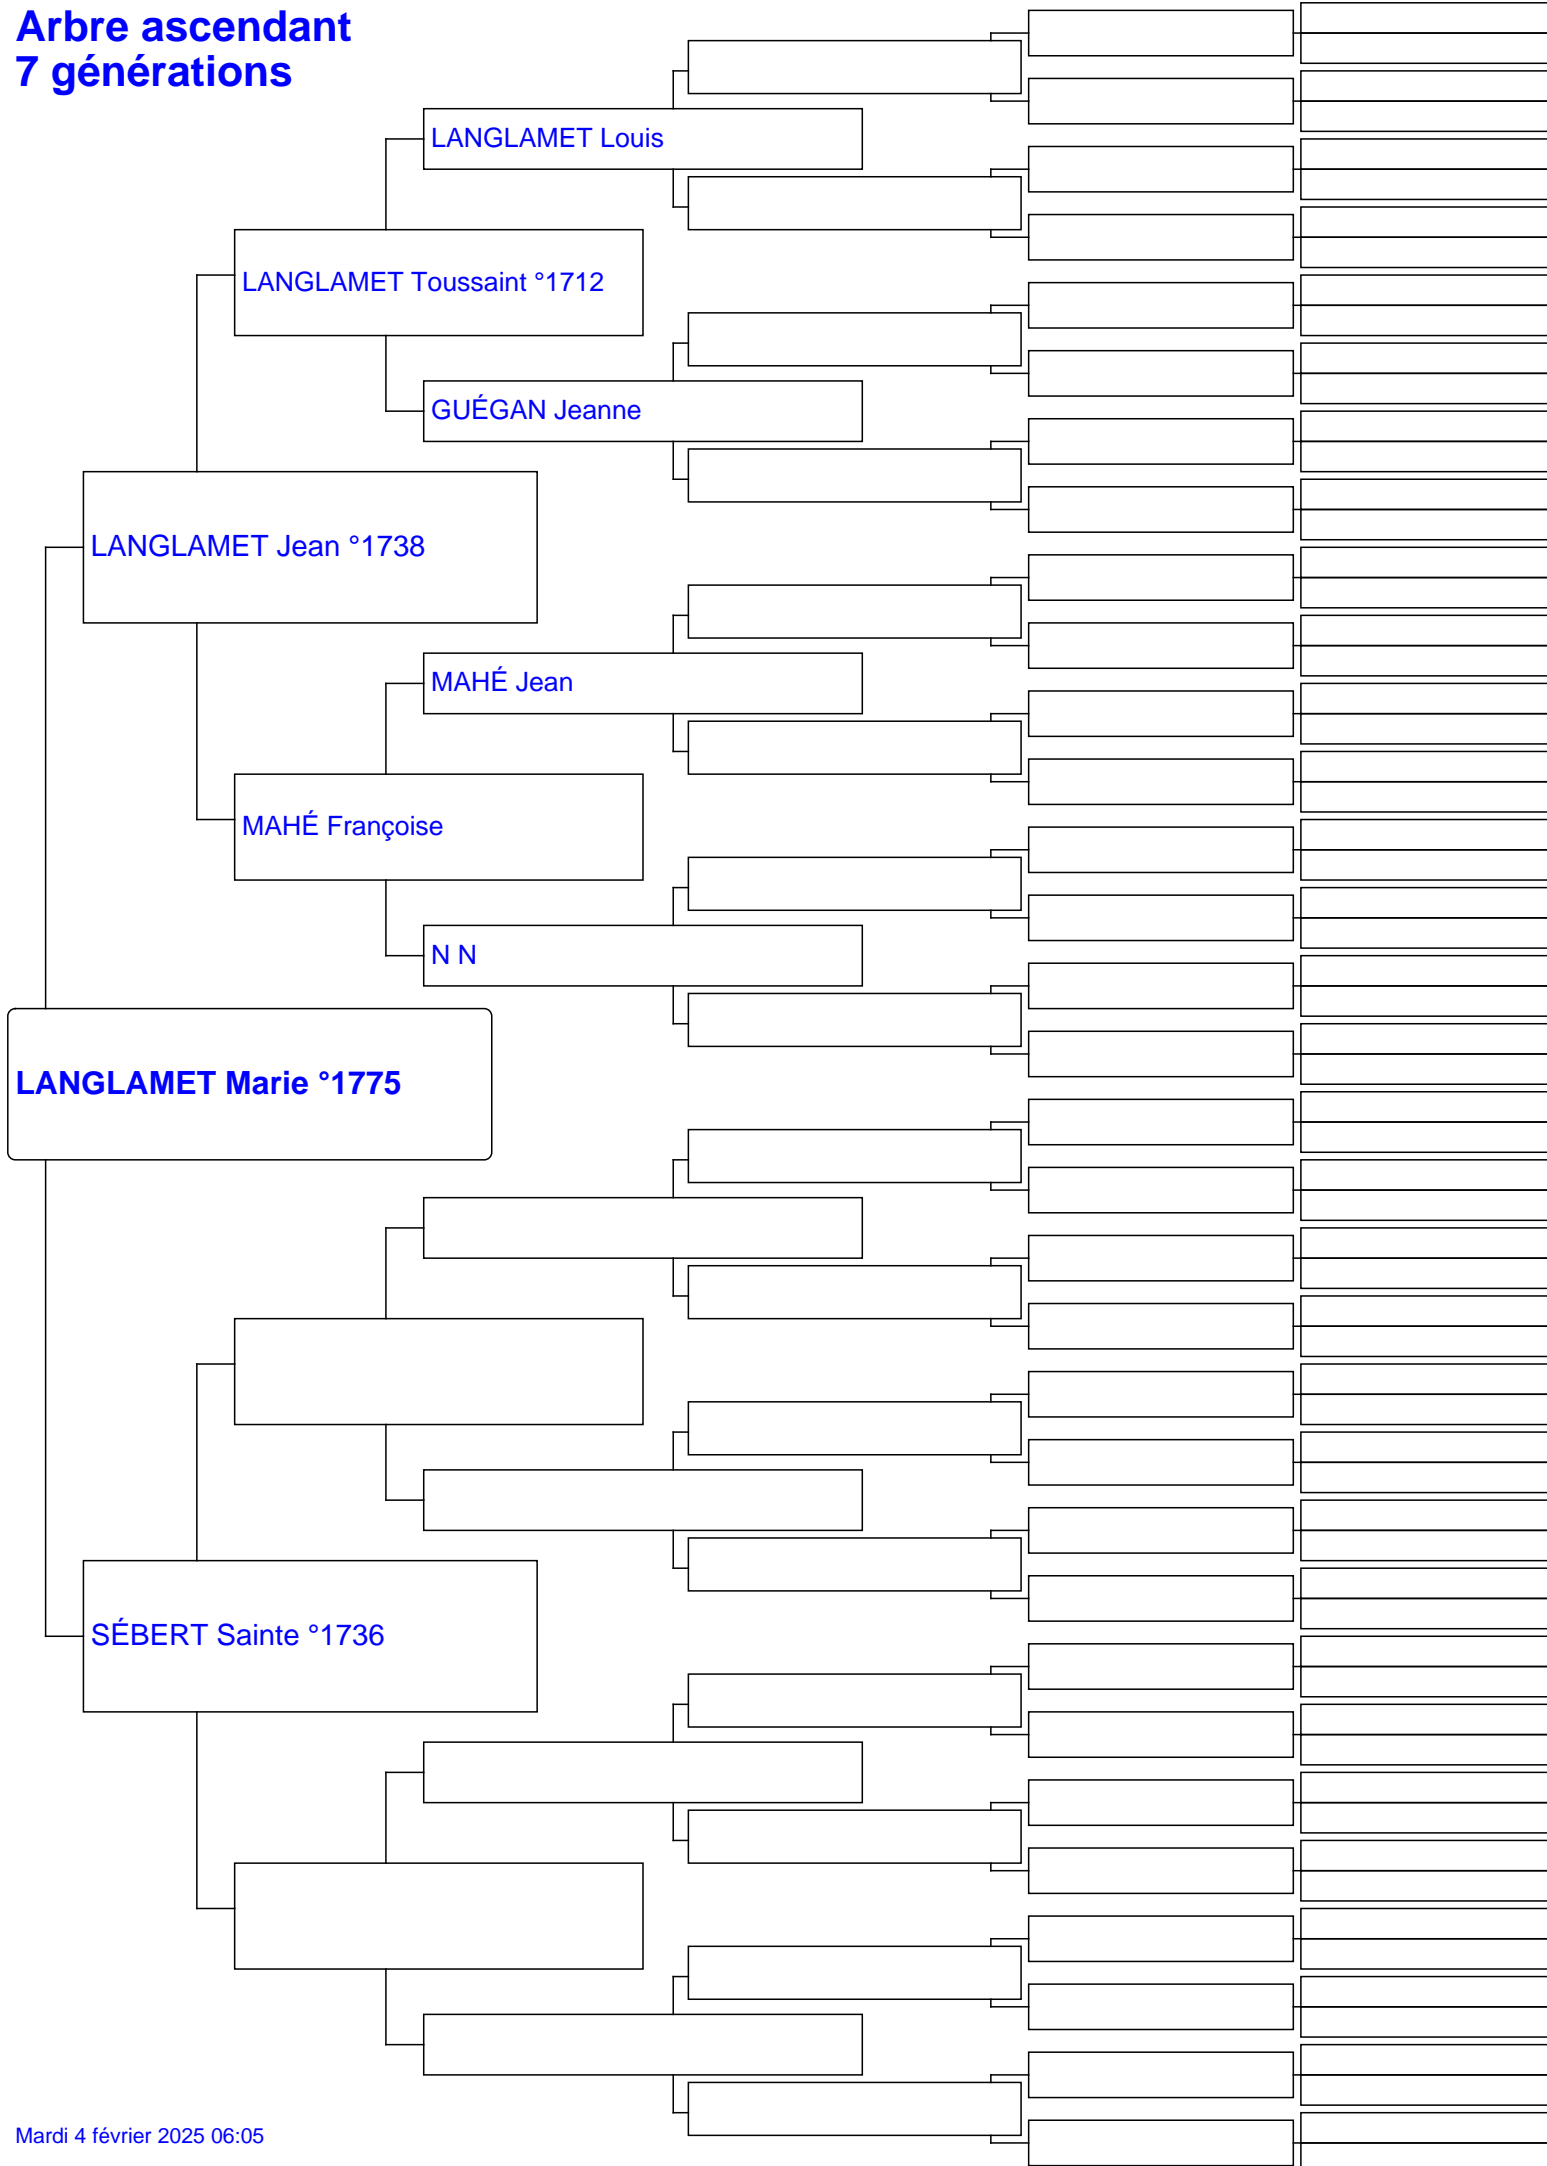 Arbre ascendant
7 générations
LANGLAMET Louis
LANGLAMET Toussaint °1712
GUÉGAN Jeanne
LANGLAMET Jean °1738
MAHÉ Jean
MAHÉ Françoise
N N
LANGLAMET Marie °1775
SÉBERT Sainte °1736
Mardi 4 février 2025 06:05